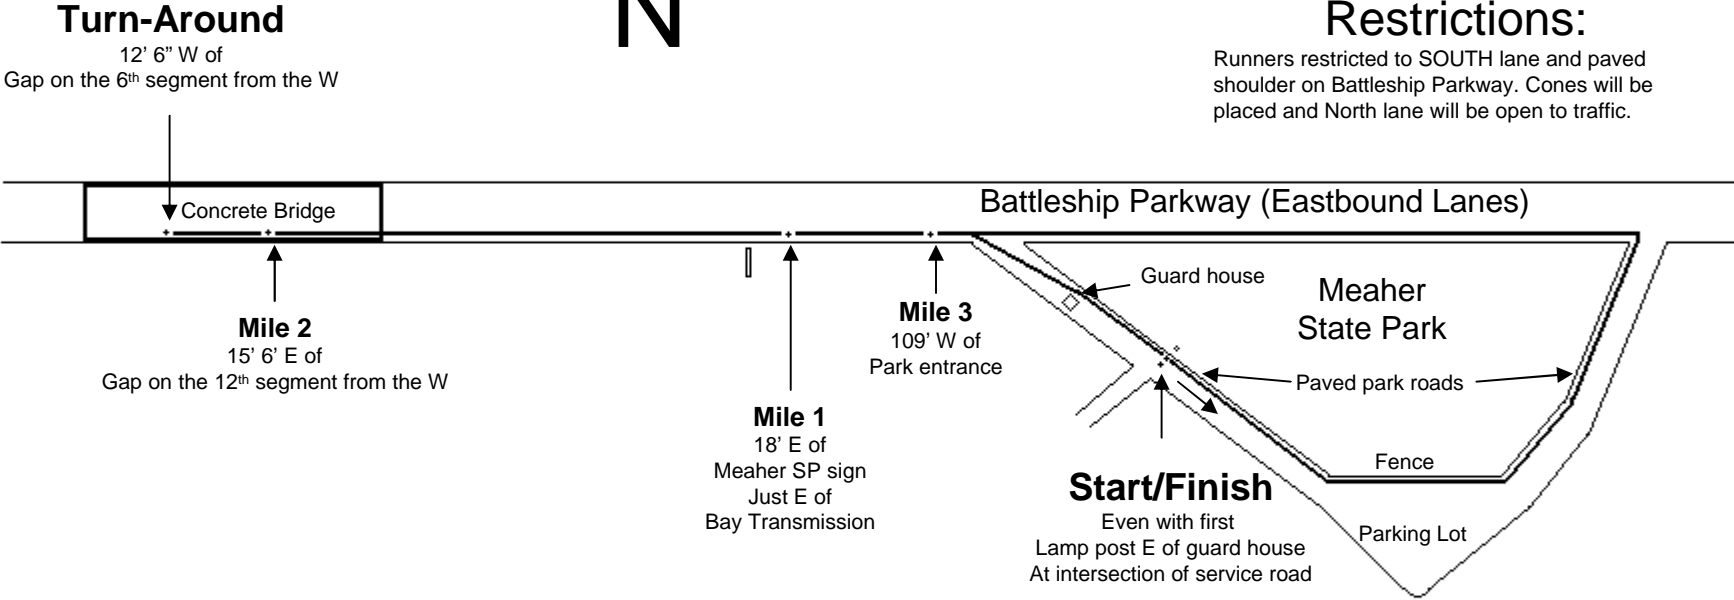 Turn-Around
12’ 6” W of
Gap on the 6th segment from the W
N
Restrictions:
Runners restricted to SOUTH lane and paved
shoulder on Battleship Parkway. Cones will be
placed and North lane will be open to traffic.
Battleship Parkway (Eastbound Lanes)
Concrete Bridge
Guard house
Meaher
State Park
Mile 2
15’ 6’ E of
Gap on the 12th segment from the W
Mile 3
109’ W of
Park entrance
Paved park roads
Mile 1
18’ E of
Meaher SP sign
Just E of
Bay Transmission
Fence
Start/Finish
Even with first
Lamp post E of guard house
At intersection of service road
Parking Lot